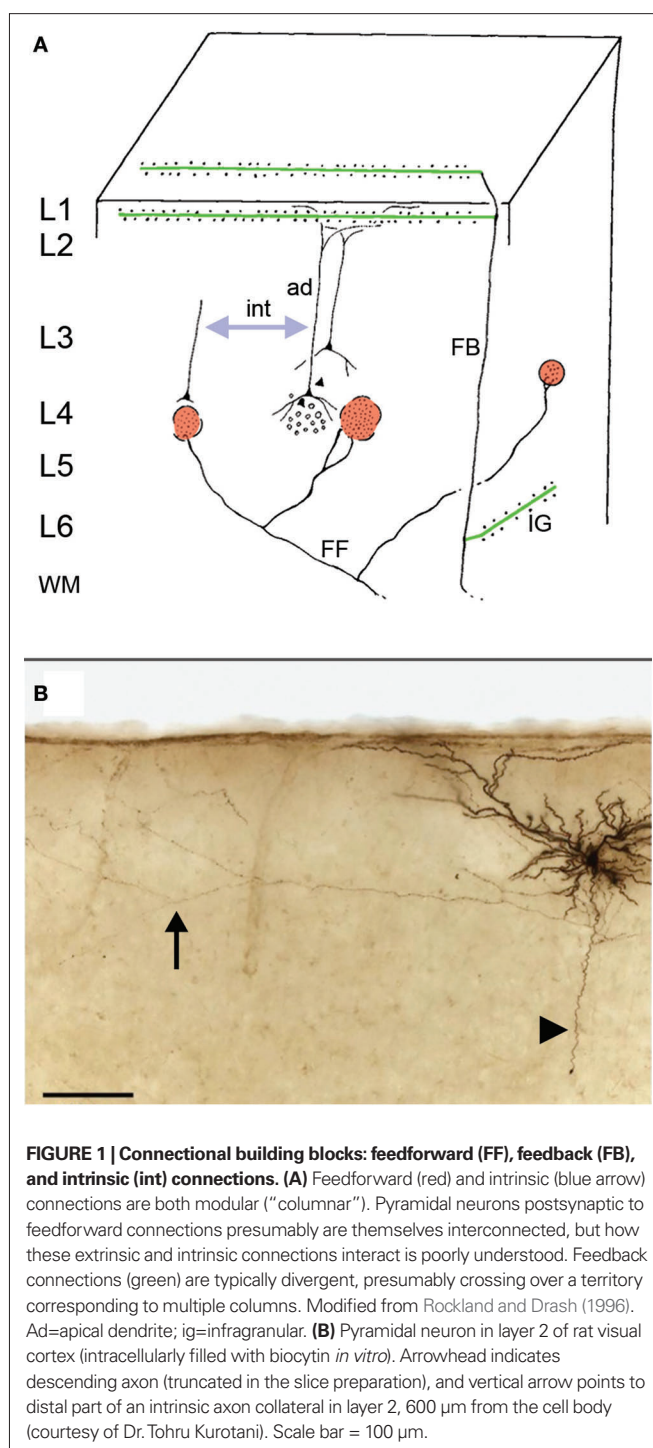 A
L1
L2
ad
int
L3
FB
L4
L5
L6
IG
FF
WM
B
FIGURE 1 | Connectional building blocks: feedforward (FF), feedback (FB),
and intrinsic (int) connections. (A) Feedforward (red) and intrinsic (blue arrow)
connections are both modular (“columnar”). Pyramidal neurons postsynaptic to
feedforward connections presumably are themselves interconnected, but how
these extrinsic and intrinsic connections interact is poorly understood. Feedback
connections (green) are typically divergent, presumably crossing over a territory
corresponding to multiple columns. Modified from Rockland and Drash (1996).
Ad=apical dendrite; ig=infragranular. (B) Pyramidal neuron in layer 2 of rat visual
cortex (intracellularly filled with biocytin in vitro). Arrowhead indicates
descending axon (truncated in the slice preparation), and vertical arrow points to
distal part of an intrinsic axon collateral in layer 2, 600 μm from the cell body
(courtesy of Dr. Tohru Kurotani). Scale bar = 100 μm.